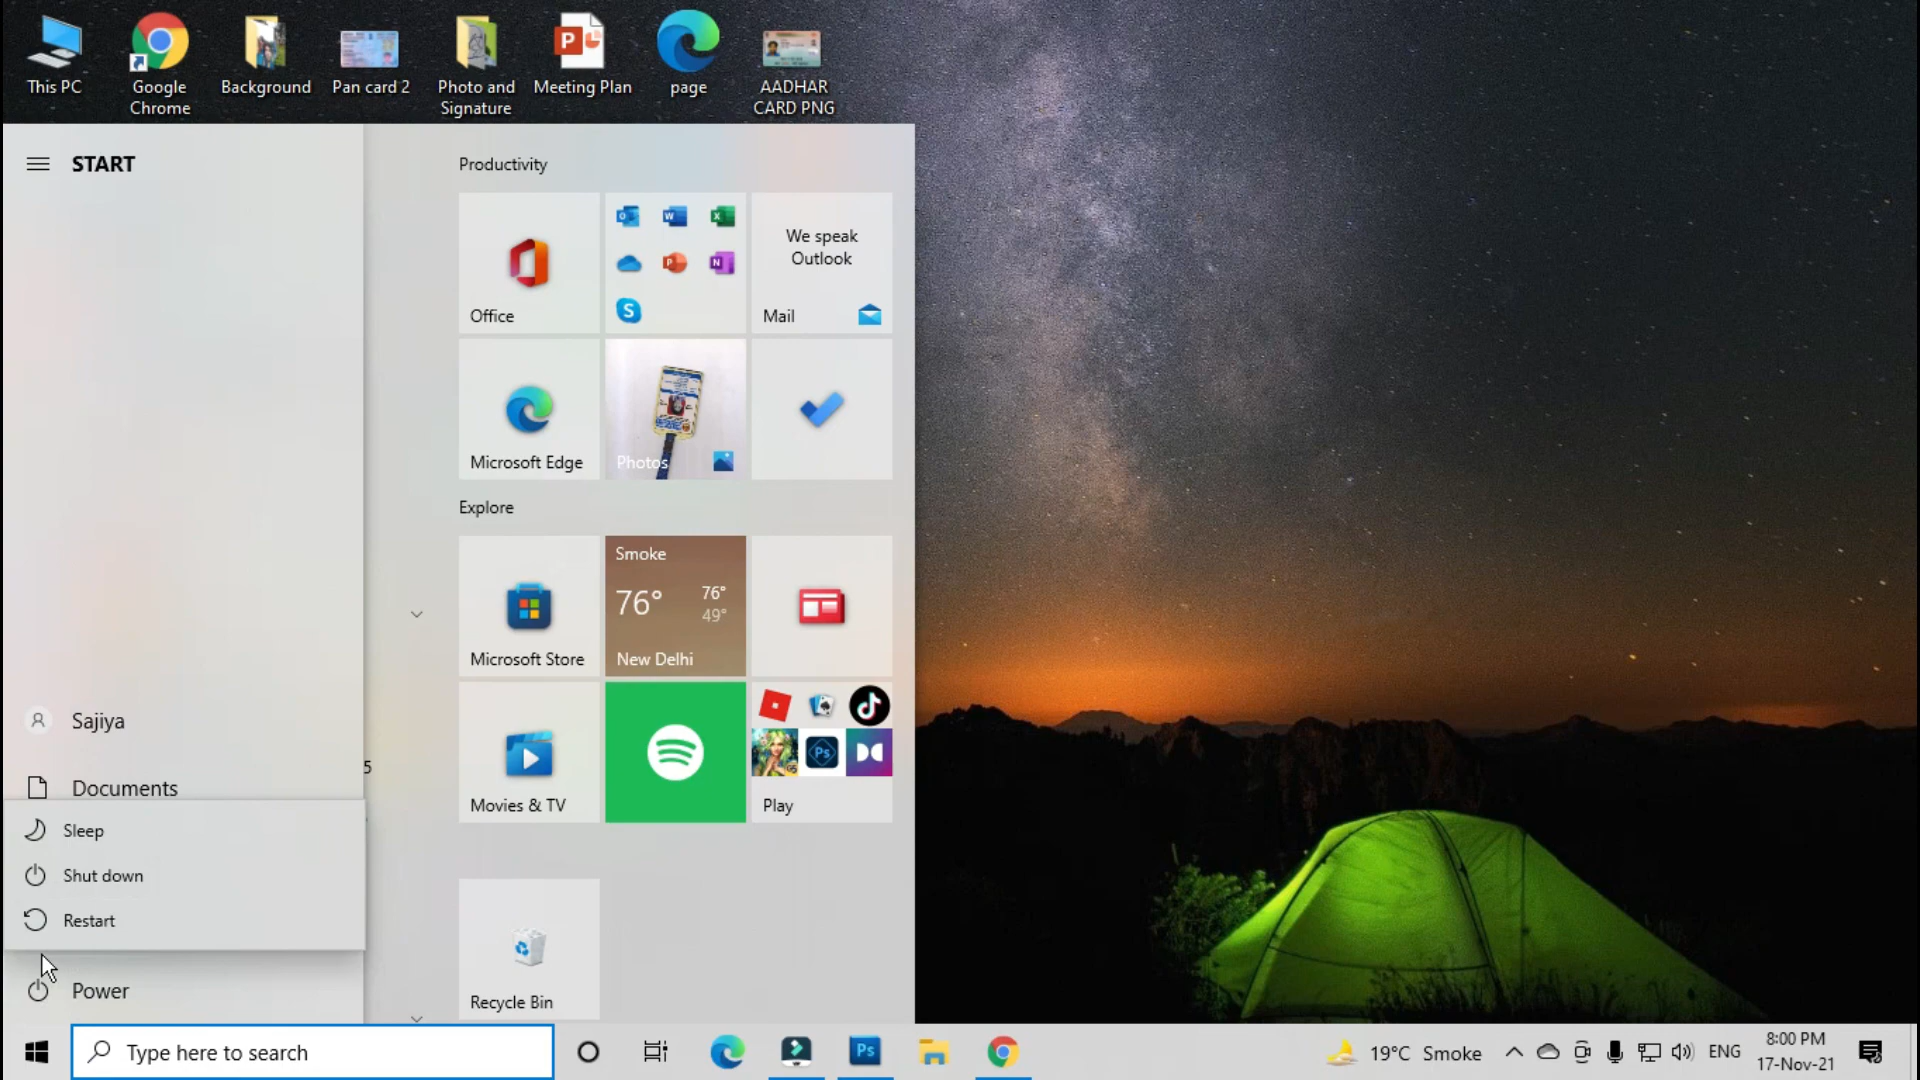 This PC
Google
Chrome
Background
Pan card 2
Photo and
Signature
Meeting Plan
page
AADHAR
CARD PNG
START
Productivity
Office
We speak
Outlook
Mail
Microsoft Edge
Photos
Explore
Microsoft Store
Smoke
76°
76°
49°
New Delhi
Sajiya
5
Documents
Movies & TV
Ps
Play
Sleep
Shut down
Restart
Recycle Bin
Power
Type here to search
Ps
19°C Smoke
ENG
8:00 PM
17-Nov-21